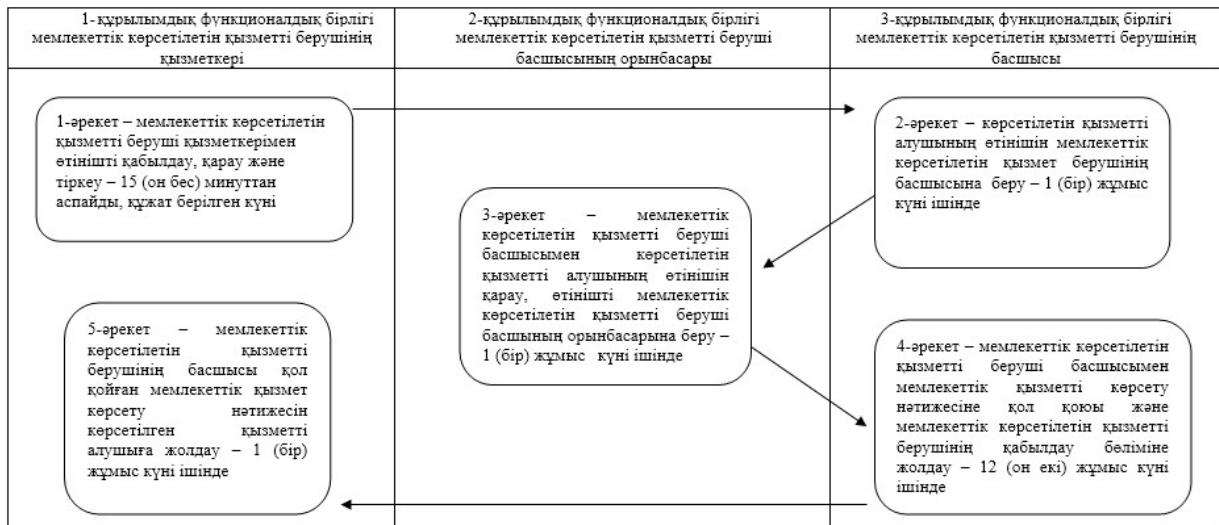 1-құрылымдық функционалдық бірлігі
мемлекеттік көрсетілетін қызметті берушінің
қызметкері
2-құрылымдық функционалдық бірлігі
мемлекеттік көрсетілетін қызметті беруші
басшысының орынбасары
3-құрылымдық функционалдық бірлігі
мемлекеттік көрсетілетін қызметті берушінің
басшысы
1-әрекет – мемлекеттік көрсетілетін
қызметті беруші қызметкерімен
өтінішті қабылдау, қарау және
тіркеу – 15 (он бес) минуттан
аспайды, құжат берілген күні
2-әрекет – көрсетілетін қызметті
алушының өтінішін мемлекеттік
көрсетілетін қызмет берушінің
басшысына беру – 1 (бір) жұмыс
күні ішінде
3-әрекет – мемлекеттік
көрсетілетін қызметті беруші
басшысымен көрсетілетін
қызметті алушының өтінішін
қарау, өтінішті мемлекеттік
көрсетілетін қызметті беруші
басшының орынбасарына беру –
1 (бір) жұмыс күні ішінде
5-әрекет – мемлекеттік
көрсетілетін қызметті
берушінің басшысы қол
қойған мемлекеттік қызмет
көрсету нәтижесін
көрсетілген қызметті
алушыға жолдау – 1 (бір)
жұмыс күні ішінде
4-әрекет – мемлекеттік көрсетілетін
қызметті беруші басшысымен
мемлекеттік қызметті көрсету
нәтижесіне қол қоюы және
мемлекеттік көрсетілетін қызметті
берушінің қабылдау бөліміне
жолдау – 12 (он екі) жұмыс күні
ішінде